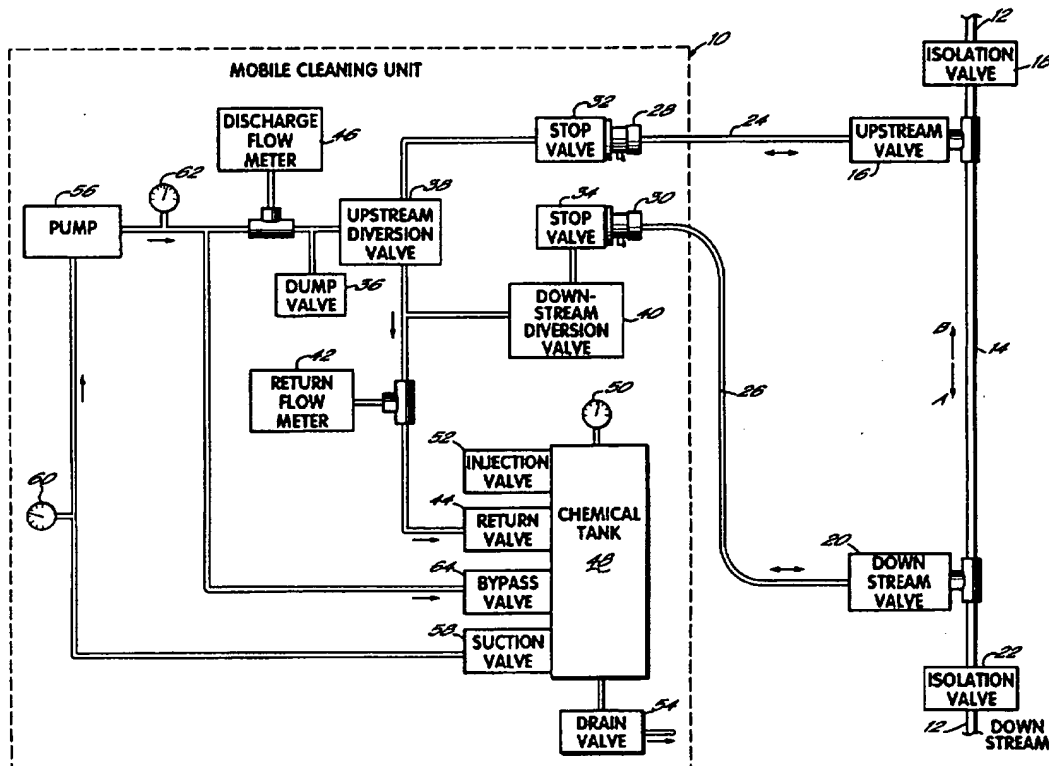 12
10
ISOLATION
VALVE
18
MOBILE CLEANING UNIT
DISCHARGE
FLOW
METER
46
32
28
STOP
VALVE
24
UPSTREAM
VALVE
16
62
56
PUMP
38
UPSTREAM
DIVERSION
VALVE
34
30
STOP
VALVE
DUMP
VALVE
36
DOWN-
STREAM
DIVERSION
VALVE
40
B
14
A
42
RETURN
FLOW
METER
26
50
52
INJECTION
VALVE
60
44
RETURN
VALVE
CHEMICAL
TANK
48
20
DOWN
STREAM
VALVE
64
BYPASS
VALVE
58
SUCTION
VALVE
22
ISOLATION
VALVE
54
DRAIN
VALVE
12
DOWN
STREAM